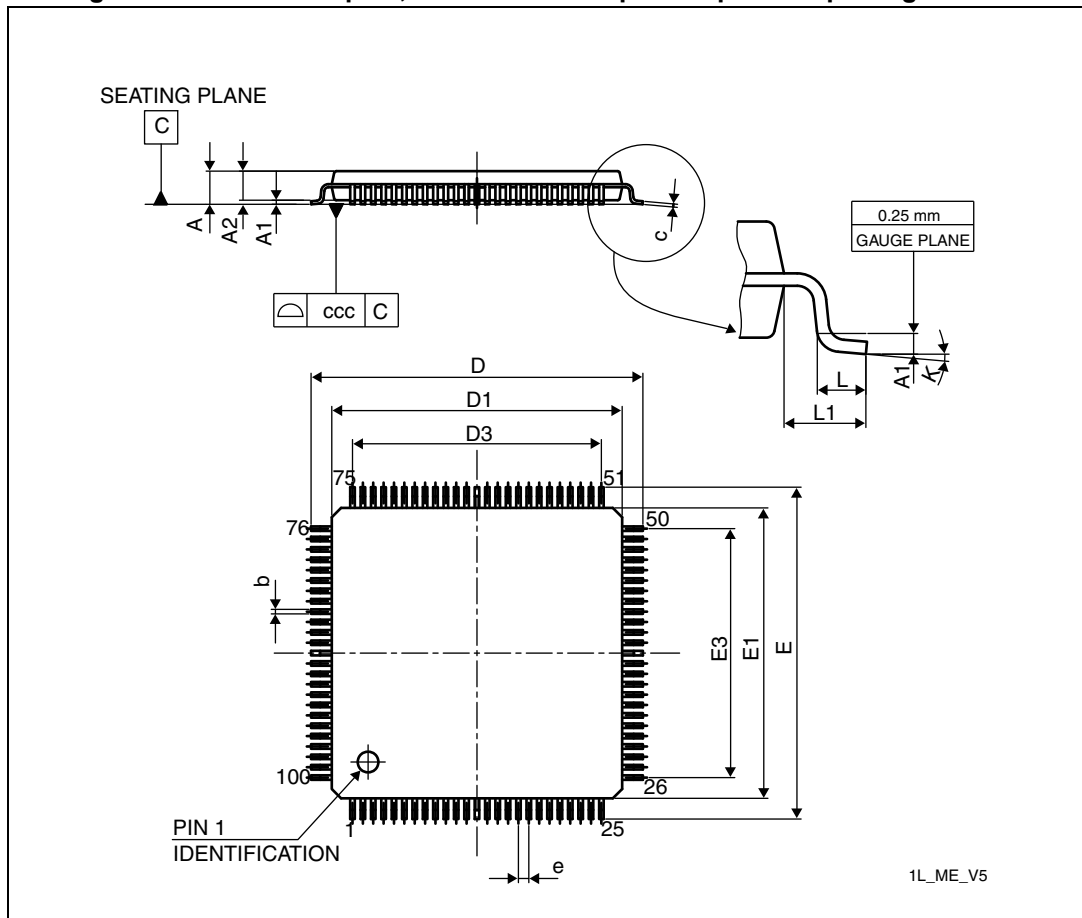 SEATING PLANE
C
A
A2
A1
c
0.25 mm
GAUGE PLANE
ccc C
A1
K
L
L1
D
D1
D3
75
51
76
50
b
E3
E1
E
100
26
PIN 1
IDENTIFICATION
1
25
e
1L_ME_V5